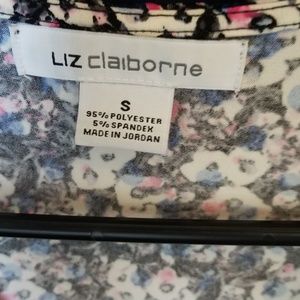 LIZ claiborne
S
95% POLYESTER
5% SPANDEX
MADE IN JORDAN